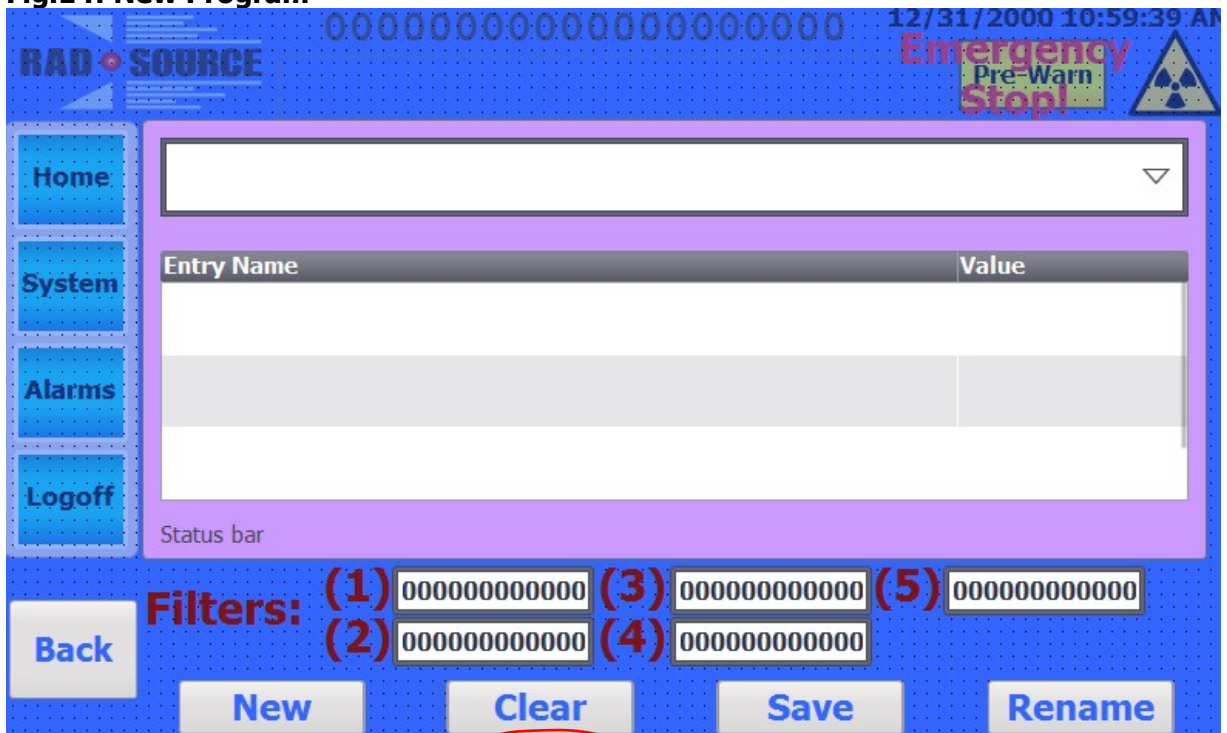 Fig.14: New Program
000000000000000000 12/31/2000 10:59:39 AM
RAD SOURCE
Emergency
Pre-Warn
Stop!
Home
Entry Name Value
System
Alarms
Logoff
Status bar
Filters: (1) 000000000000 (3) 000000000000 (5) 000000000000
(2) 000000000000 (4) 000000000000
Back
New Clear Save Rename